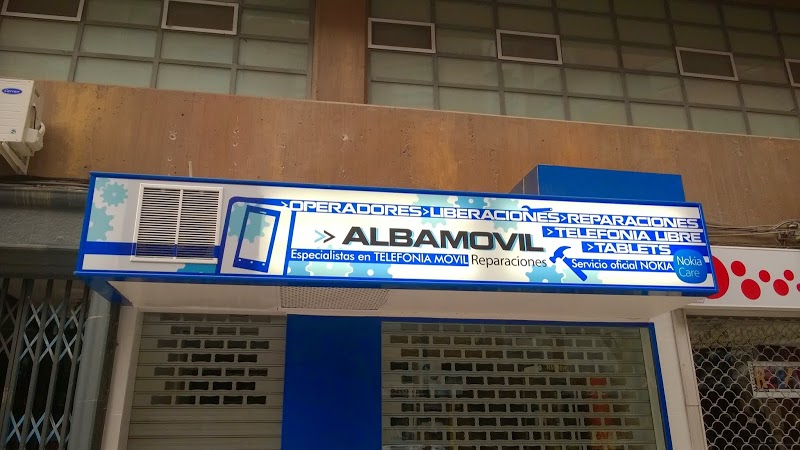 >OPERADORES>LIBERACIONES>REPARACIONES
>TELEFONIA LIBRE
>TABLETS
>> ALBAMOVIL
Especialistas en TELEFONIA MOVIL Reparaciones
Servicio oficial NOKIA
Nokia
Care